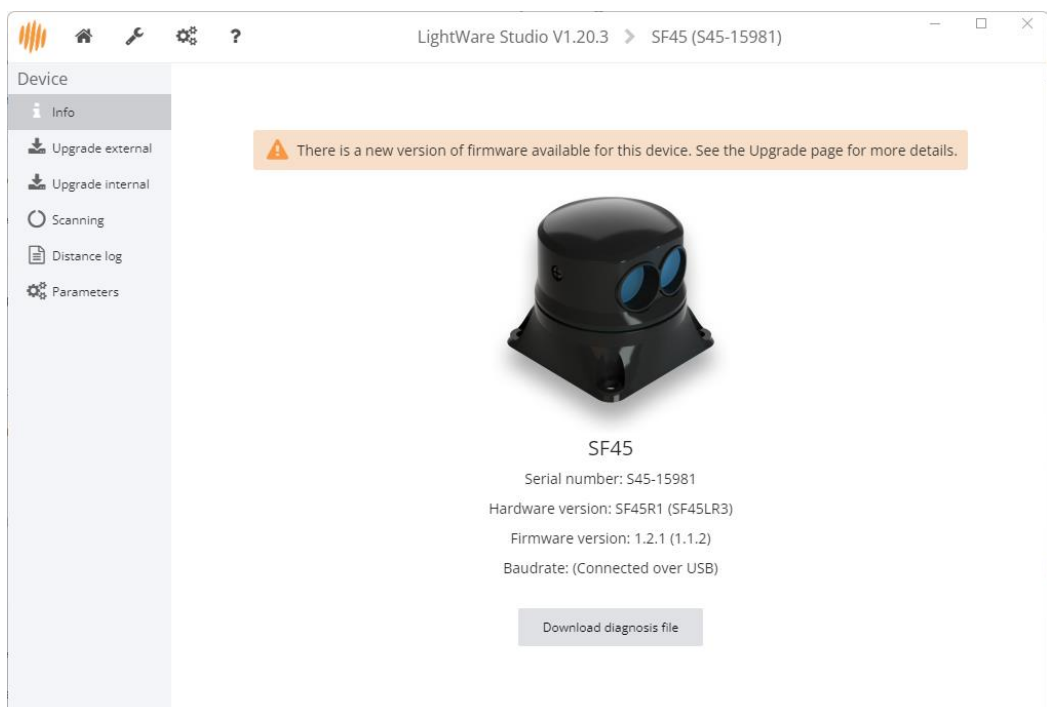 LightWare Studio V1.20.3 > SF45 (S45-15981)
Device
Info
Upgrade external
Upgrade internal
Scanning
Distance log
Parameters
There is a new version of firmware available for this device. See the Upgrade page for more details.
SF45
Serial number: S45-15981
Hardware version: SF45R1 (SF45LR3)
Firmware version: 1.2.1 (1.1.2)
Baudrate: (Connected over USB)
Download diagnosis file